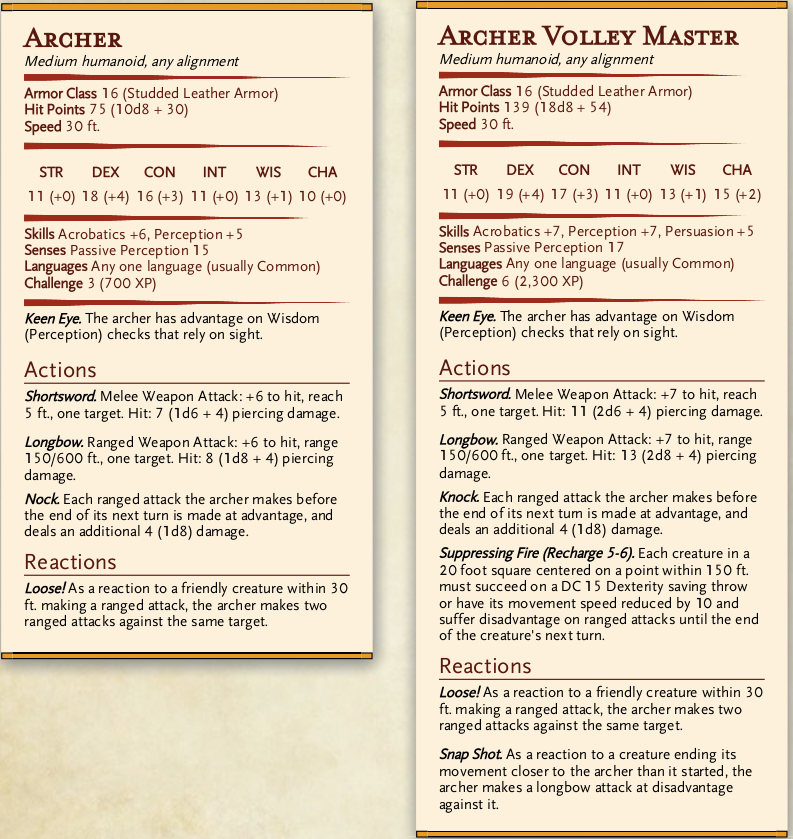 Archer
Medium humanoid, any alignment
Armor Class 16 (Studded Leather Armor)
Hit Points 75 (10d8 + 30)
Speed 30 ft.
STR DEX CON INT WIS CHA
11 (+0) 18 (+4) 16 (+3) 11 (+0) 13 (+1) 10 (+0)
Skills Acrobatics +6, Perception +5
Senses Passive Perception 15
Languages Any one language (usually Common)
Challenge 3 (700 XP)
Keen Eye. The archer has advantage on Wisdom
(Perception) checks that rely on sight.
Actions
Shortsword. Melee Weapon Attack: +6 to hit, reach
5 ft., one target. Hit: 7 (1d6 + 4) piercing damage.
Longbow. Ranged Weapon Attack: +6 to hit, range
150/600 ft., one target. Hit: 8 (1d8 + 4) piercing
damage.
Nock. Each ranged attack the archer makes before
the end of its next turn is made at advantage, and
deals an additional 4 (1d8) damage.
Reactions
Loose! As a reaction to a friendly creature within 30
ft. making a ranged attack, the archer makes two
ranged attacks against the same target.
Archer Volley Master
Medium humanoid, any alignment
Armor Class 16 (Studded Leather Armor)
Hit Points 139 (18d8 + 54)
Speed 30 ft.
STR DEX CON INT WIS CHA
11 (+0) 19 (+4) 17 (+3) 11 (+0) 13 (+1) 15 (+2)
Skills Acrobatics +7, Perception +7, Persuasion +5
Senses Passive Perception 17
Languages Any one language (usually Common)
Challenge 6 (2,300 XP)
Keen Eye. The archer has advantage on Wisdom
(Perception) checks that rely on sight.
Actions
Shortsword. Melee Weapon Attack: +7 to hit, reach
5 ft., one target. Hit: 11 (2d6 + 4) piercing damage.
Longbow. Ranged Weapon Attack: +7 to hit, range
150/600 ft., one target. Hit: 13 (2d8 + 4) piercing
damage.
Knock. Each ranged attack the archer makes before
the end of its next turn is made at advantage, and
deals an additional 4 (1d8) damage.
Suppressing Fire (Recharge 5-6). Each creature in a
20 foot square centered on a point within 150 ft.
must succeed on a DC 15 Dexterity saving throw
or have its movement speed reduced by 10 and
suffer disadvantage on ranged attacks until the end
of the creature's next turn.
Reactions
Loose! As a reaction to a friendly creature within 30
ft. making a ranged attack, the archer makes two
ranged attacks against the same target.
Snap Shot. As a reaction to a creature ending its
movement closer to the archer than it started, the
archer makes a longbow attack at disadvantage
against it.